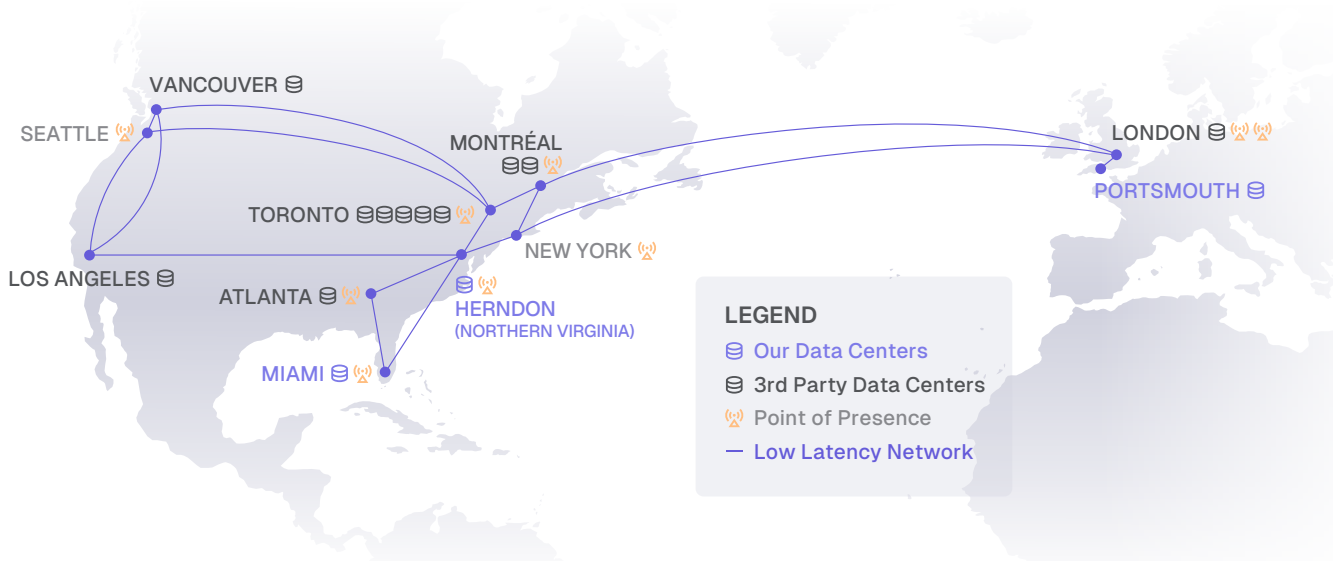 VANCOUVER
SEATTLE
MONTRÉAL
LONDON
PORTSMOUTH
TORONTO
NEW YORK
LOS ANGELES
ATLANTA
HERNDON
(NORTHERN VIRGINIA)
MIAMI
LEGEND
Our Data Centers
3rd Party Data Centers
Point of Presence
Low Latency Network